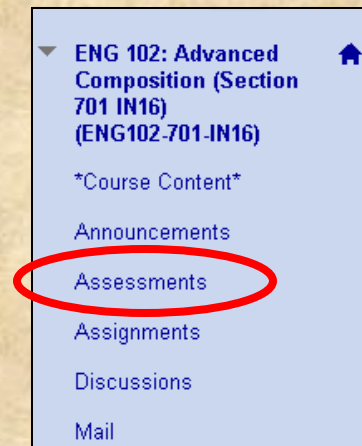 ENG 102: Advanced
Composition (Section
701 IN16)
(ENG102-701-IN16)
*Course Content*
Announcements
Assessments
Assignments
Discussions
Mail